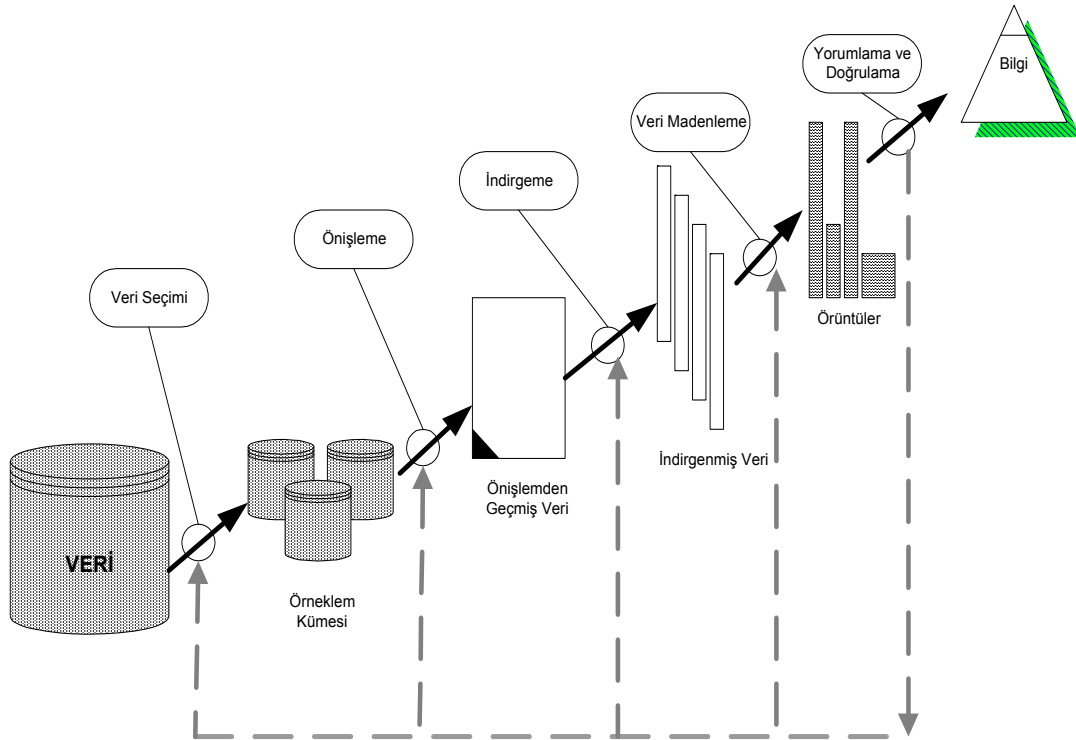 Bilgi
Yorumlama ve
Doğrulama
Veri Madenleme
İndirgeme
Önişleme
Veri Seçimi
VERİ
Örneklem
Kümesi
Önişlemden
Geçmiş Veri
İndirgenmiş Veri
Örüntüler